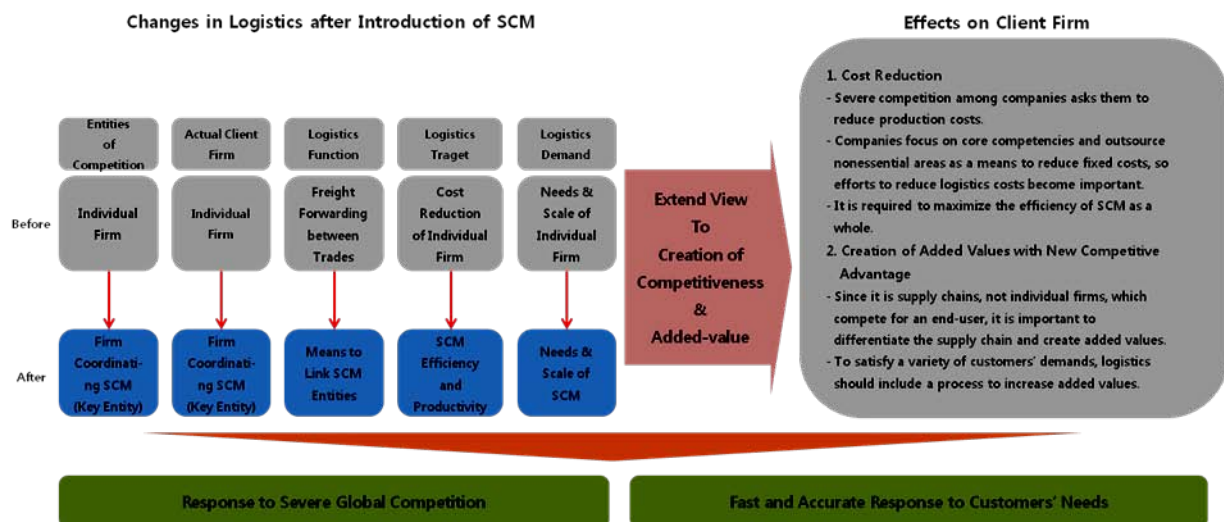 Changes in Logistics after Introduction of SCM
Effects on Client Firm
Entities
of
Competition
Actual Client
Firm
Logistics
Function
Logistics
Traget
Logistics
Demand
Before
Individual
Firm
Individual
Firm
Freight
Forwarding
between
Trades
Cost
Reduction
of Individual
Firm
Needs &
Scale of
Individual
Firm
After
Firm
Coordinati-
ng SCM
(Key Entity)
Firm
Coordinati-
ng SCM
(Key Entity)
Means to
Link SCM
Entities
SCM
Efficiency
and
Productivity
Needs &
Scale of
SCM
Extend View
To
Creation of
Competitiveness
&
Added-value
1. Cost Reduction
- Severe competition among companies asks them to
reduce production costs.
- Companies focus on core competencies and outsource
nonessential areas as a means to reduce fixed costs, so
efforts to reduce logistics costs become important.
- It is required to maximize the efficiency of SCM as a
whole.
2. Creation of Added Values with New Competitive
Advantage
- Since it is supply chains, not individual firms, which
compete for an end-user, it is important to
differentiate the supply chain and create added values.
- To satisfy a variety of customers' demands, logistics
should include a process to increase added values.
Response to Severe Global Competition
Fast and Accurate Response to Customers' Needs